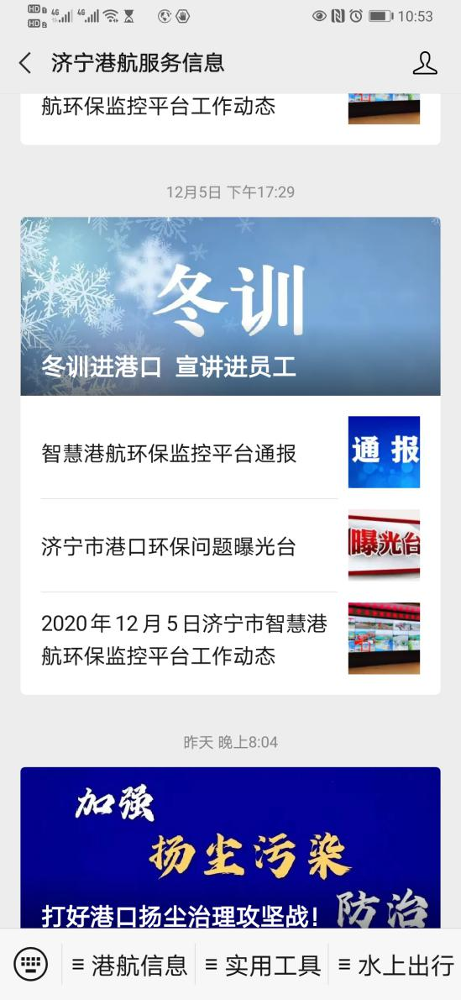 HD 1 4G 4G 10:53
HD 2
济宁港航服务信息
航环保监控平台工作动态
12月5日 下午17:29
冬训
冬训进港口 宣讲进员工
智慧港航环保监控平台通报
通 报
济宁市港口环保问题曝光台
曝光台
2020年12月5日济宁市智慧港
航环保监控平台工作动态
昨天 晚上8:04
加强
扬尘污染
防治
打好港口扬尘治理攻坚战!
港航信息
实用工具
水上出行